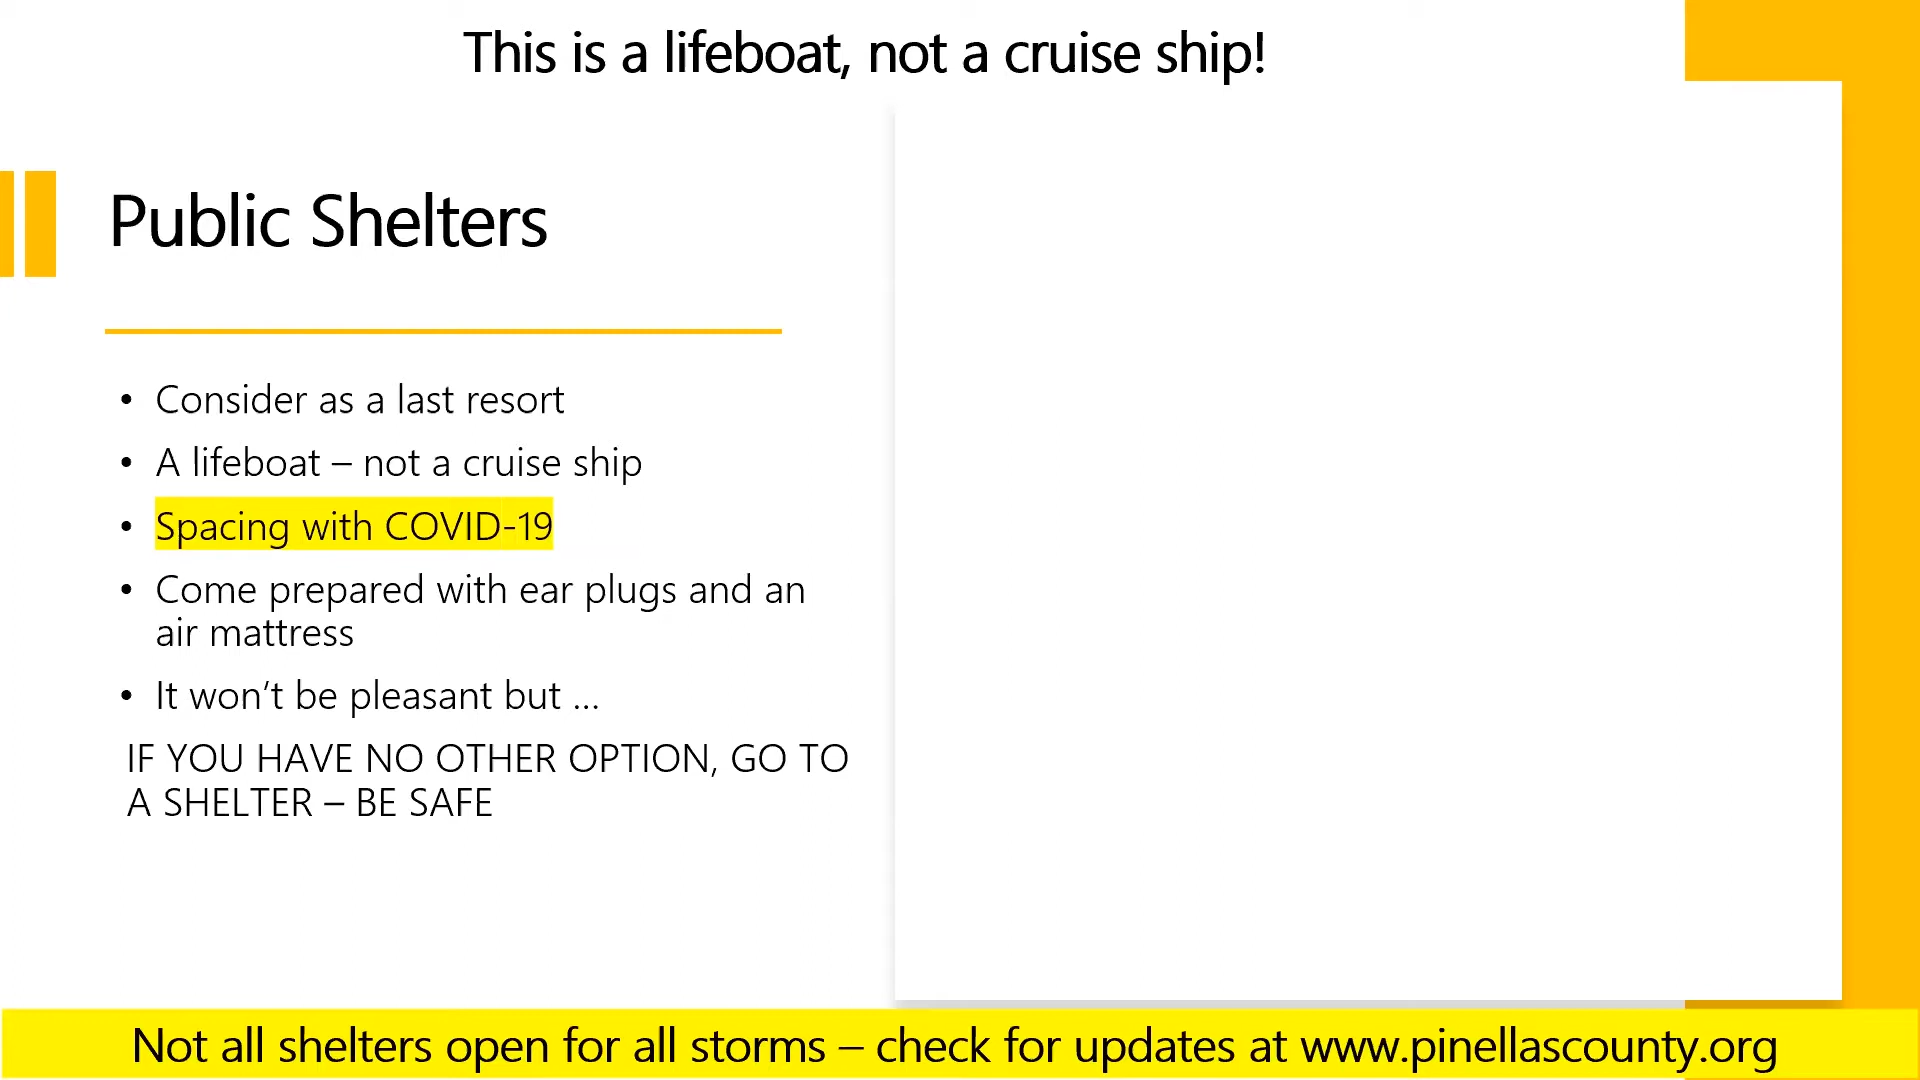 This is a lifeboat, not a cruise ship!
Public Shelters
• Consider as a last resort
• A lifeboat – not a cruise ship
• Spacing with COVID-19
• Come prepared with ear plugs and an
air mattress
• It won’t be pleasant but ...
IF YOU HAVE NO OTHER OPTION, GO TO
A SHELTER – BE SAFE
Not all shelters open for all storms – check for updates at www.pinellascounty.org